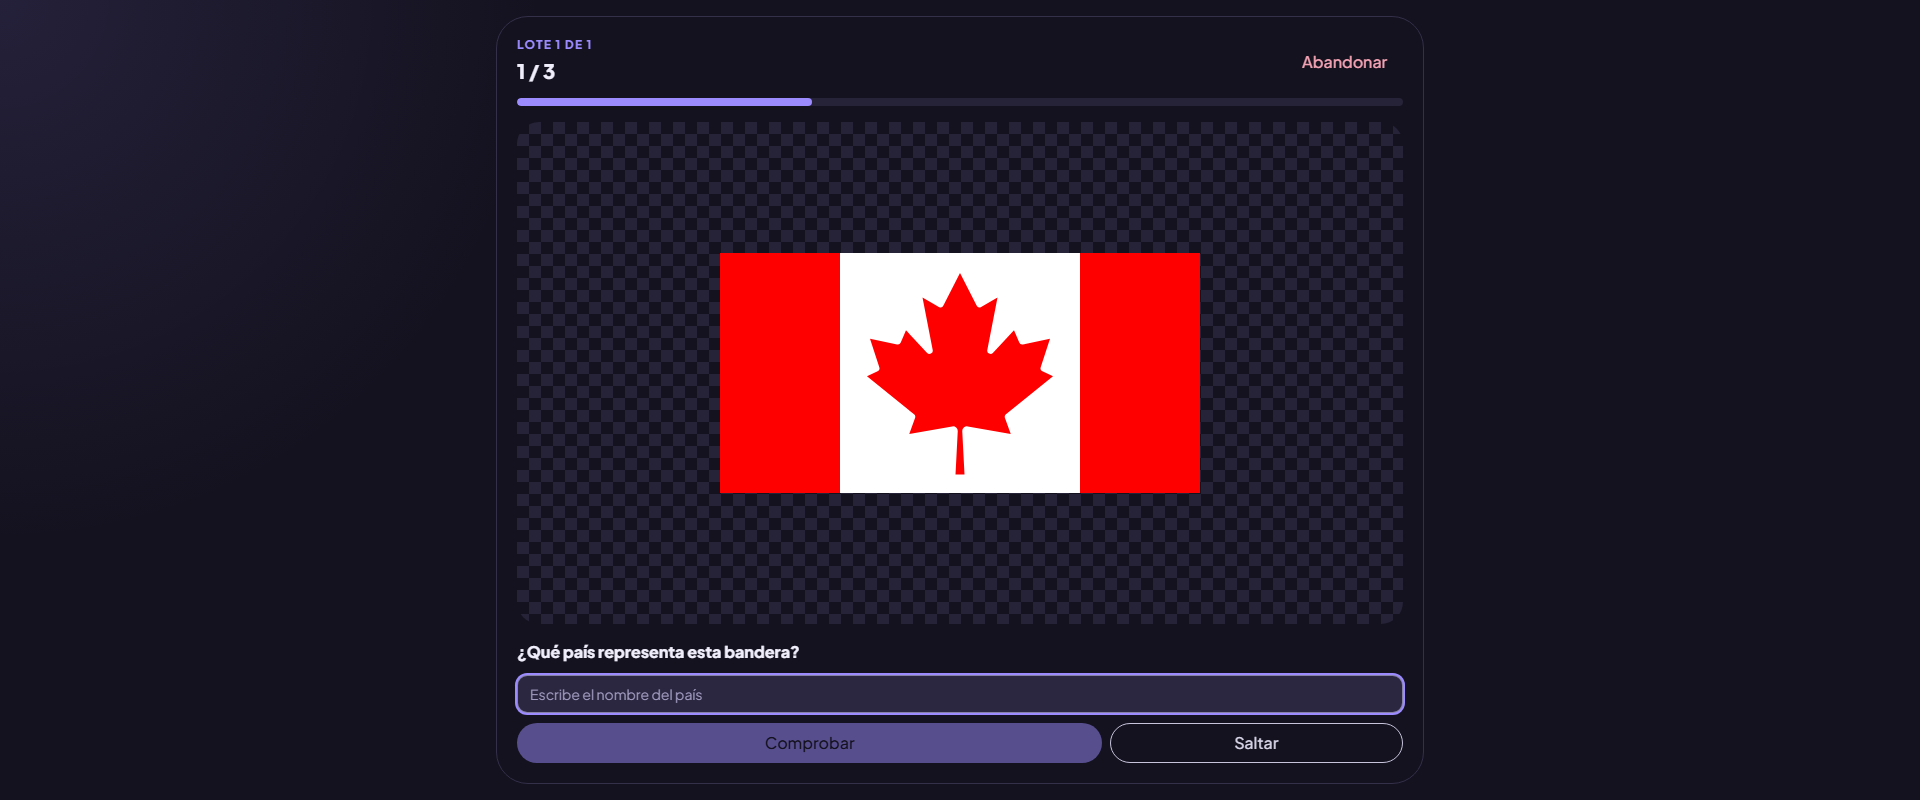 LOTE 1 DE 1
1 / 3
Abandonar
¿Qué país representa esta bandera?
Escribe el nombre del país
Comprobar
Saltar